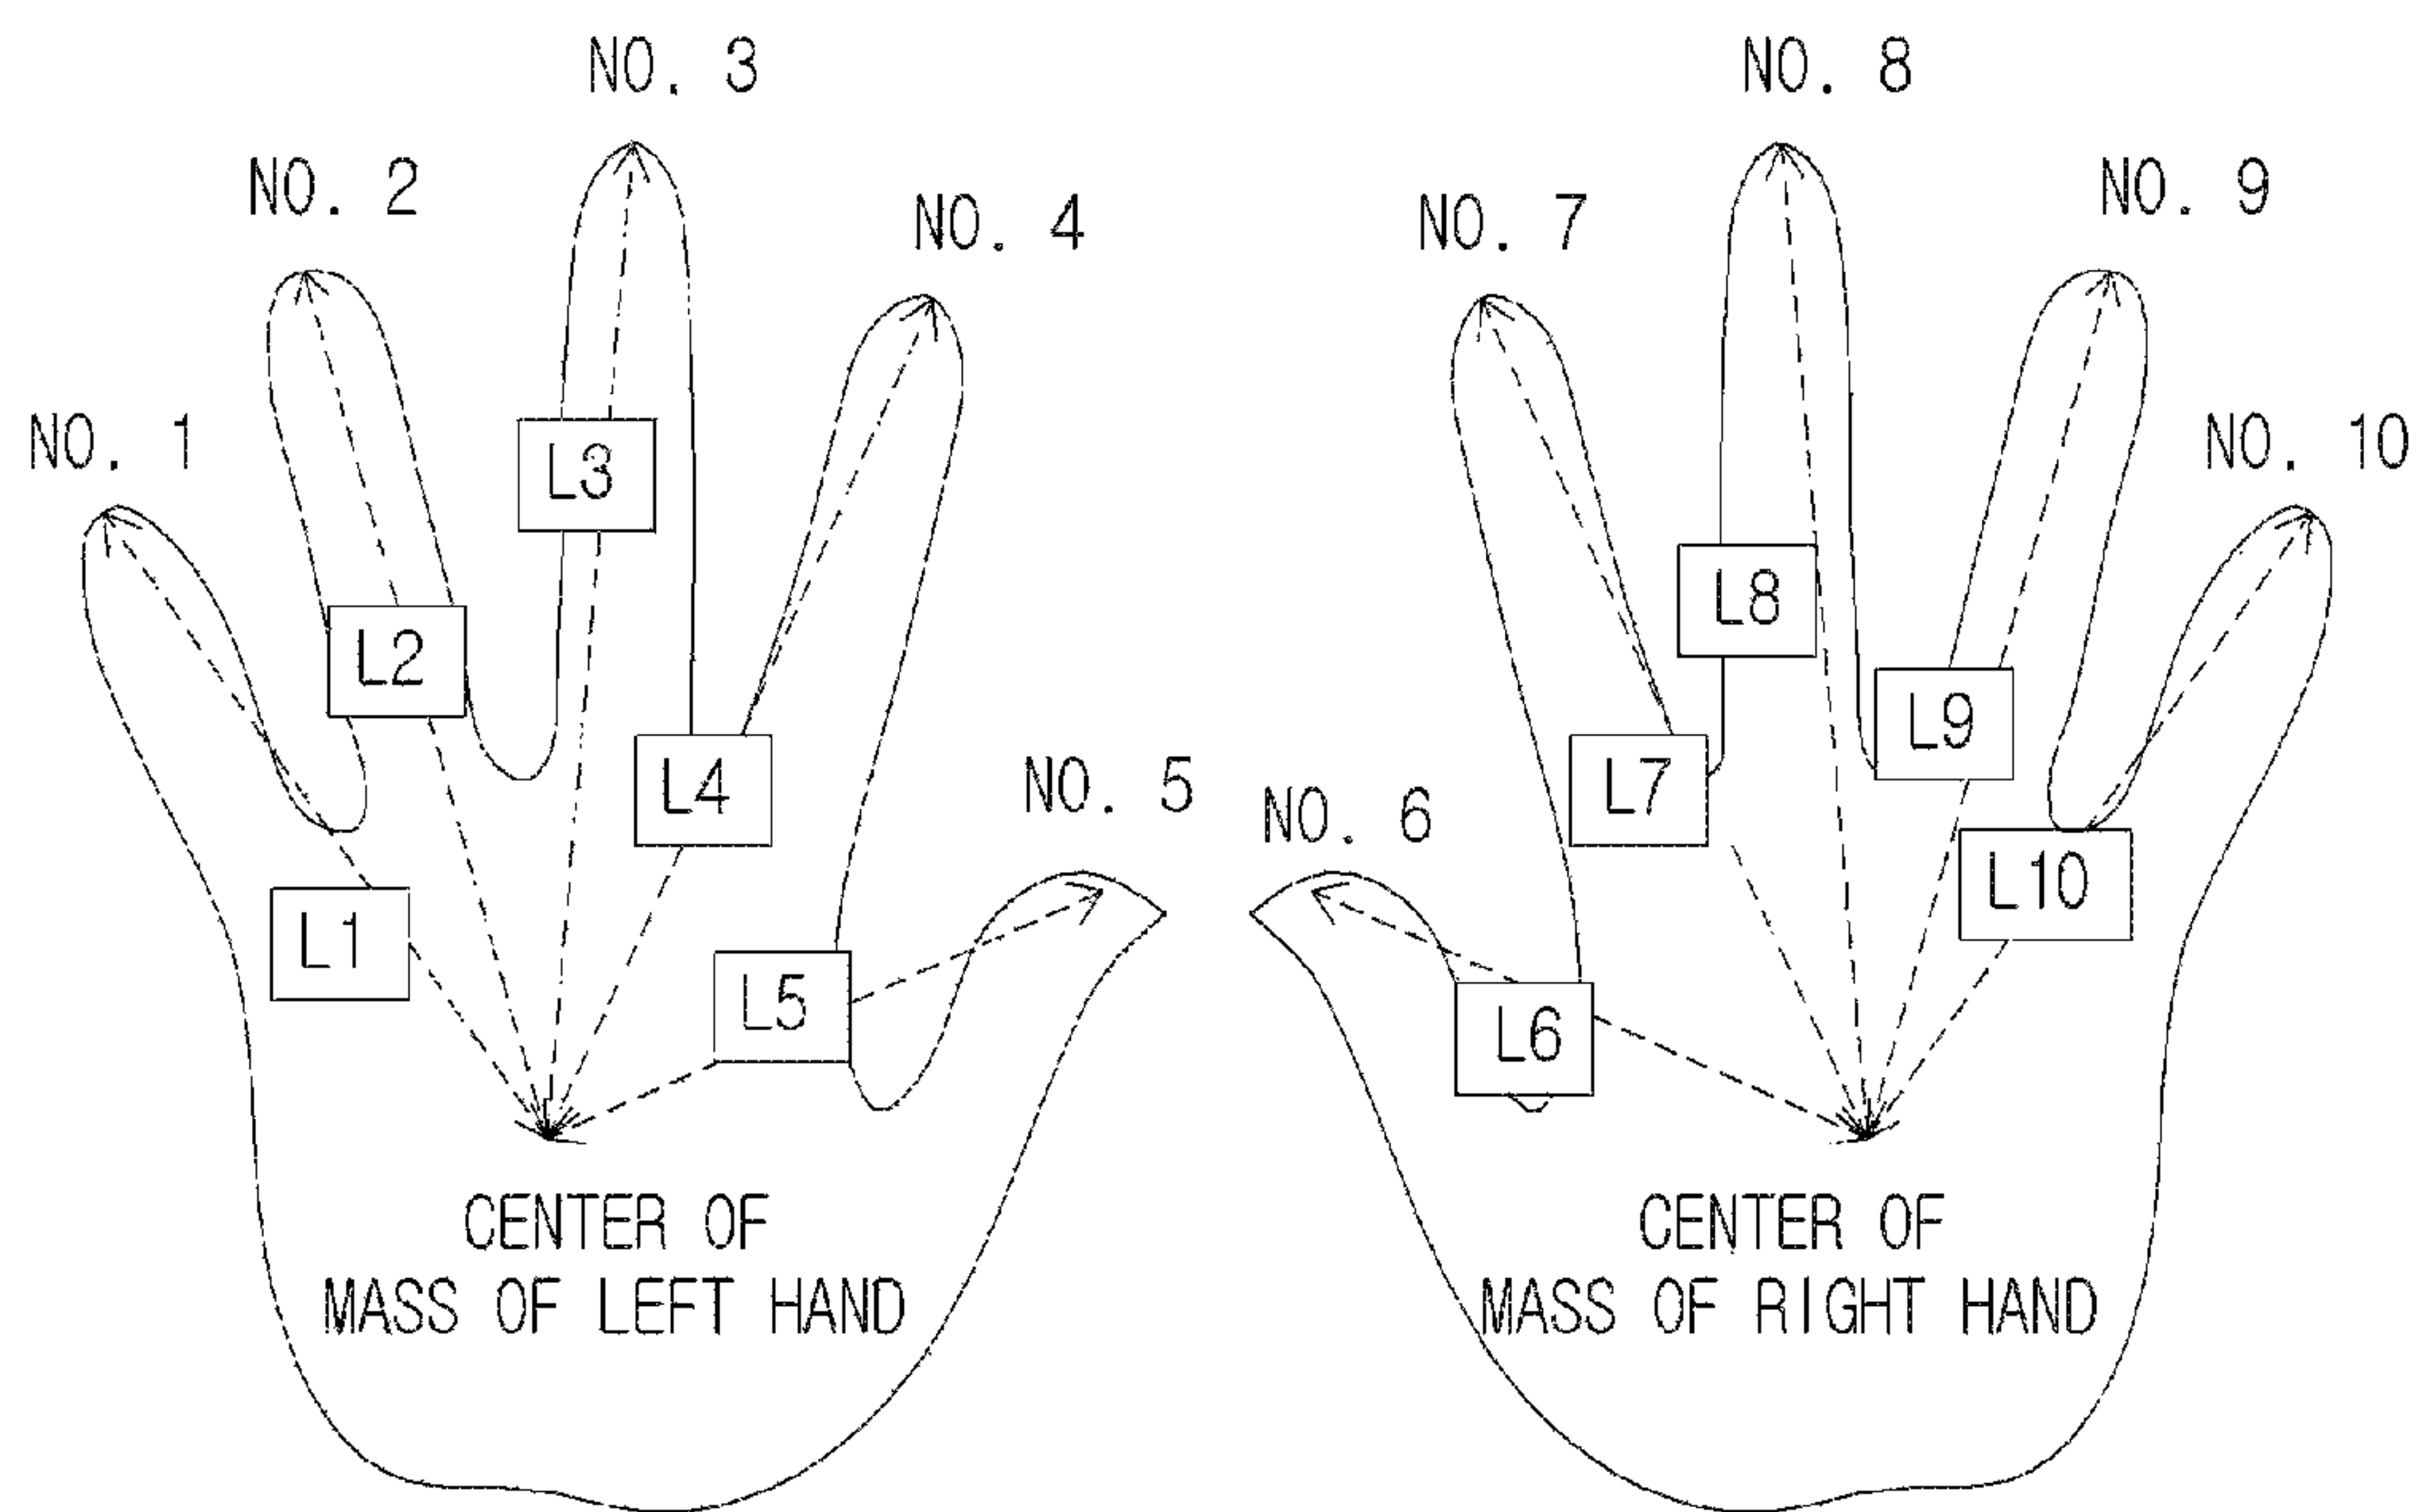 NO. 3
NO. 8
NO. 2
NO. 9
NO. 4
NO. 7
NO. 1
NO. 10
L3
L8
L2
L9
L4
L7
NO. 5
NO. 6
L10
L1
L5
L6
CENTER OF
MASS OF LEFT HAND
CENTER OF
MASS OF RIGHT HAND